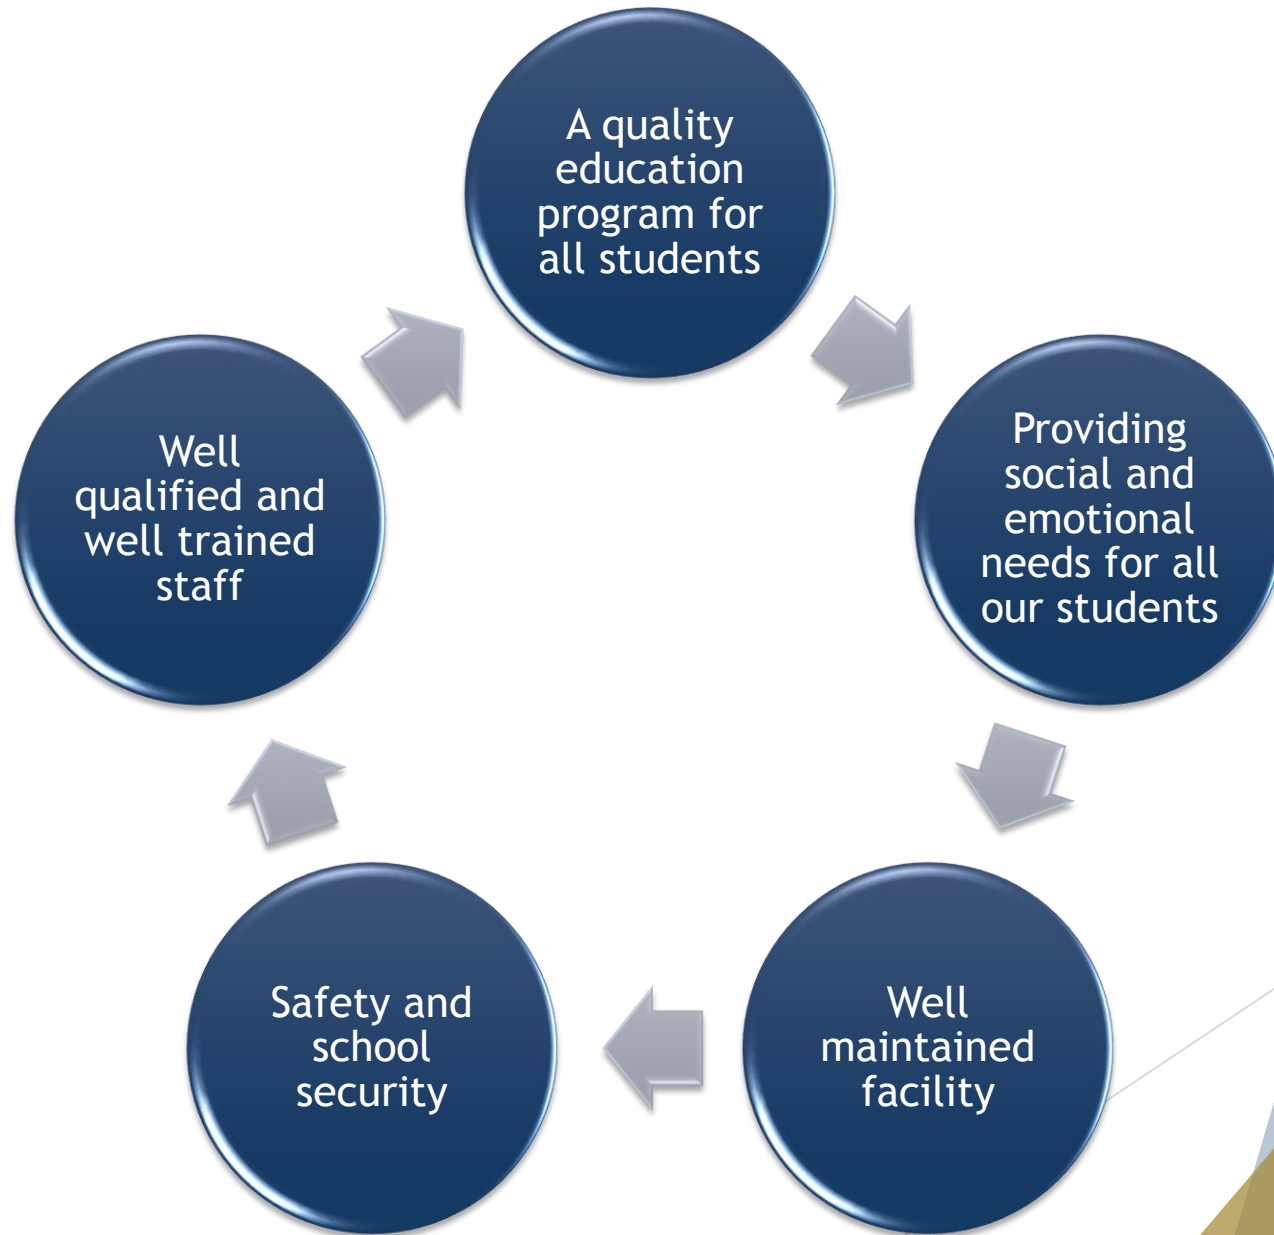 A quality
education
program for
all students
Providing
social and
emotional
needs for all
our students
Well
maintained
facility
Safety and
school
security
Well
qualified and
well trained
staff